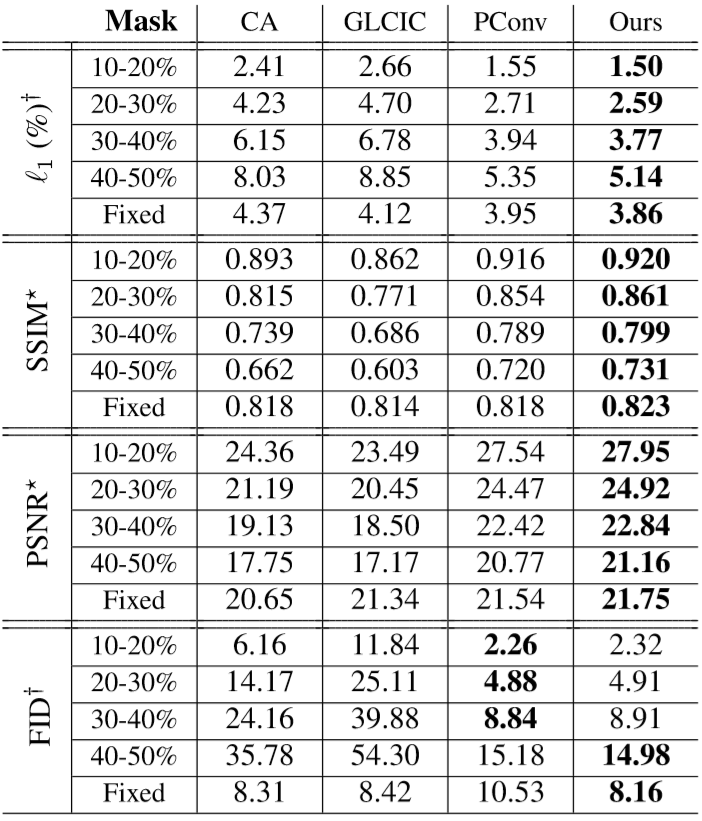 Mask CA GLCIC PConv Ours
ℓ1 (%)†
10-20% 2.41 2.66 1.55 1.50
20-30% 4.23 4.70 2.71 2.59
30-40% 6.15 6.78 3.94 3.77
40-50% 8.03 8.85 5.35 5.14
Fixed 4.37 4.12 3.95 3.86
SSIM⋆
10-20% 0.893 0.862 0.916 0.920
20-30% 0.815 0.771 0.854 0.861
30-40% 0.739 0.686 0.789 0.799
40-50% 0.662 0.603 0.720 0.731
Fixed 0.818 0.814 0.818 0.823
PSNR⋆
10-20% 24.36 23.49 27.54 27.95
20-30% 21.19 20.45 24.47 24.92
30-40% 19.13 18.50 22.42 22.84
40-50% 17.75 17.17 20.77 21.16
Fixed 20.65 21.34 21.54 21.75
FID†
10-20% 6.16 11.84 2.26 2.32
20-30% 14.17 25.11 4.88 4.91
30-40% 24.16 39.88 8.84 8.91
40-50% 35.78 54.30 15.18 14.98
Fixed 8.31 8.42 10.53 8.16